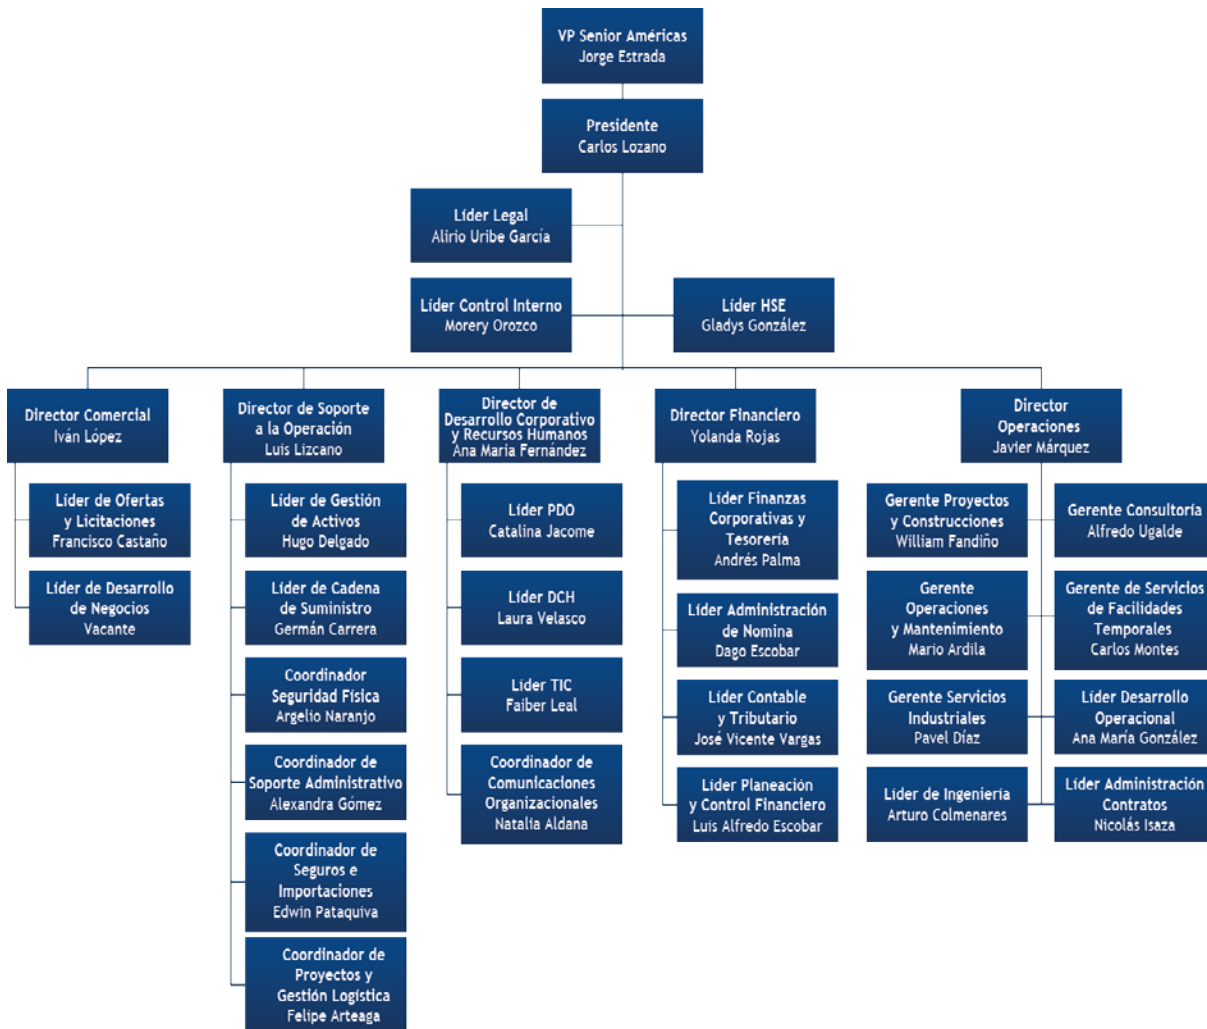 VP Senior Américas
Jorge Estrada
Presidente
Carlos Lozano
Líder Legal
Alirio Uribe García
Líder Control Interno
Morery Orozco
Líder HSE
Gladys González
Director Comercial
Iván López
Director de Soporte
a la Operación
Luis Lizcano
Director de
Desarrollo Corporativo
y Recursos Humanos
Ana Maria Fernández
Director Financiero
Yolanda Rojas
Director
Operaciones
Javier Márquez
Líder de Ofertas
y Licitaciones
Francisco Castaño
Líder de Desarrollo
de Negocios
Vacante
Líder de Gestión
de Activos
Hugo Delgado
Líder de Cadena
de Suministro
Germán Carrera
Coordinador
Seguridad Física
Argelio Naranjo
Coordinador de
Soporte Administrativo
Alexandra Gómez
Coordinador de
Seguros e
Importaciones
Edwin Pataquiva
Coordinador de
Proyectos y
Gestión Logística
Felipe Arteaga
Líder PDO
Catalina Jacome
Líder DCH
Laura Velasco
Líder TIC
Faiber Leal
Coordinador de
Comunicaciones
Organizacionales
Natalia Aldana
Líder Finanzas
Corporativas y
Tesorería
Andrés Palma
Líder Administración
de Nomina
Dago Escobar
Líder Contable
y Tributario
José Vicente Vargas
Líder Planeación
y Control Financiero
Luis Alfredo Escobar
Gerente Proyectos
y Construcciones
William Fandiño
Gerente
Operaciones
y Mantenimiento
Mario Ardila
Gerente Servicios
Industriales
Pavel Díaz
Líder de Ingeniería
Arturo Colmenares
Gerente Consultoría
Alfredo Ugalde
Gerente de Servicios
de Facilidades
Temporales
Carlos Montes
Líder Desarrollo
Operacional
Ana María González
Líder Administración
Contratos
Nicolás Isaza